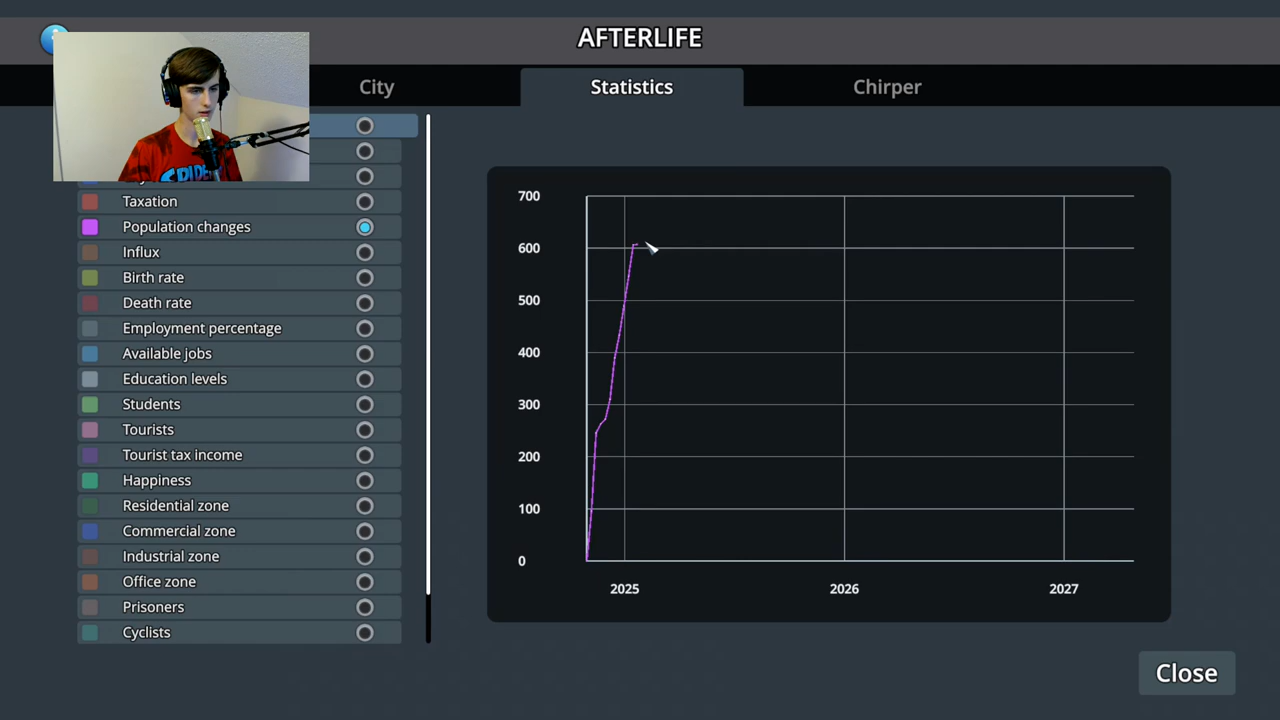 AFTERLIFE
City
Statistics
Chirper
Taxation
Population changes
Influx
Birth rate
Death rate
Employment percentage
Available jobs
Education levels
Students
Tourists
Tourist tax income
Happiness
Residential zone
Commercial zone
Industrial zone
Office zone
Prisoners
Cyclists
700
600
500
400
300
200
100
0
2025
2026
2027
Close